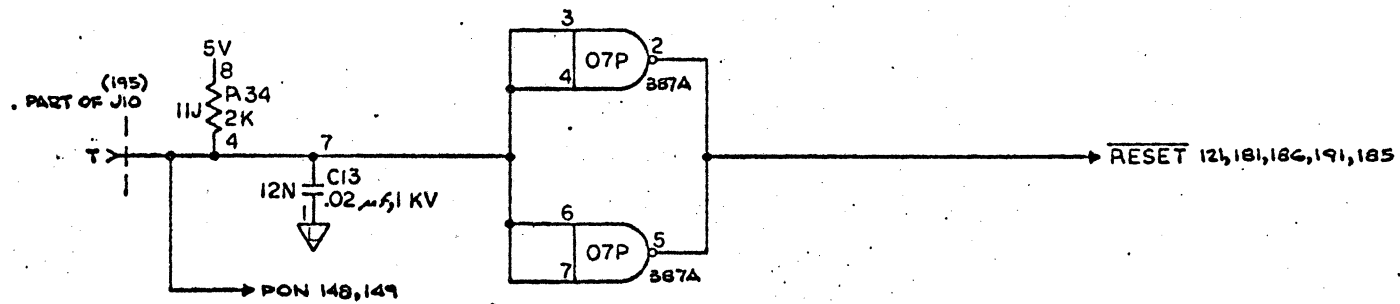 (195)
. PART OF J10
T
5V
8
11J
R34
2K
4
7
C13
12N
1
.02 μf, 1 KV
L
PON 148,149
3
4
07P
2
387A
6
7
07P
5
387A
RESET 121,181,186,191,185